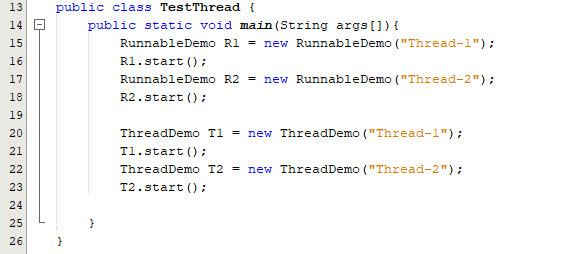 13 public class TestThread {
14 public static void main(String args[]){
15 RunnableDemo R1 = new RunnableDemo("Thread-1");
16 R1.start();
17 RunnableDemo R2 = new RunnableDemo("Thread-2");
18 R2.start();
19
20 ThreadDemo T1 = new ThreadDemo("Thread-1");
21 T1.start();
22 ThreadDemo T2 = new ThreadDemo("Thread-2");
23 T2.start();
24
25 }
26 }